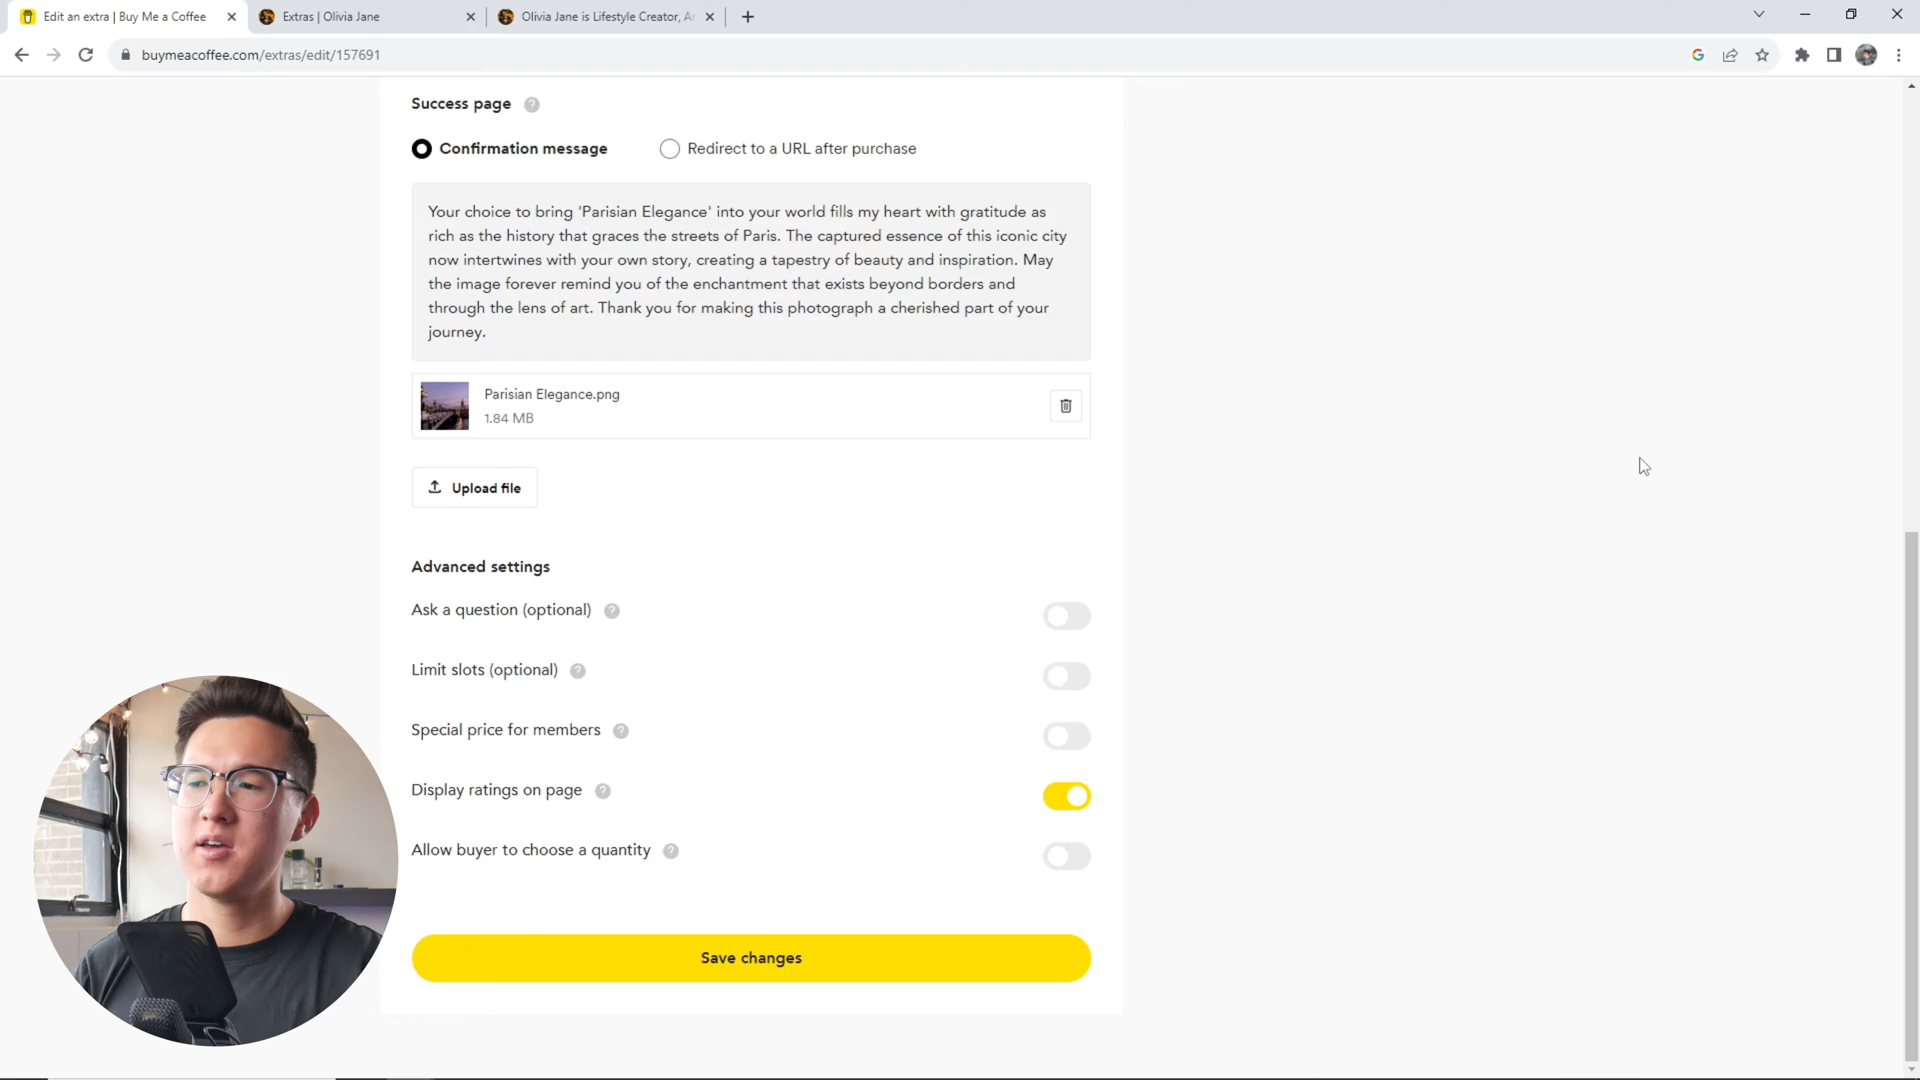 Edit an extra | Buy Me a Coffee
Extras | Olivia Jane
Olivia Jane is Lifestyle Creator, Ar
buymeacoffee.com/extras/edit/157691
Success page
Confirmation message
Redirect to a URL after purchase
Your choice to bring 'Parisian Elegance' into your world fills my heart with gratitude as
rich as the history that graces the streets of Paris. The captured essence of this iconic city
now intertwines with your own story, creating a tapestry of beauty and inspiration. May
the image forever remind you of the enchantment that exists beyond borders and
through the lens of art. Thank you for making this photograph a cherished part of your
journey.
Parisian Elegance.png
1.84 MB
Upload file
Advanced settings
Ask a question (optional)
Limit slots (optional)
Special price for members
Display ratings on page
Allow buyer to choose a quantity
Save changes